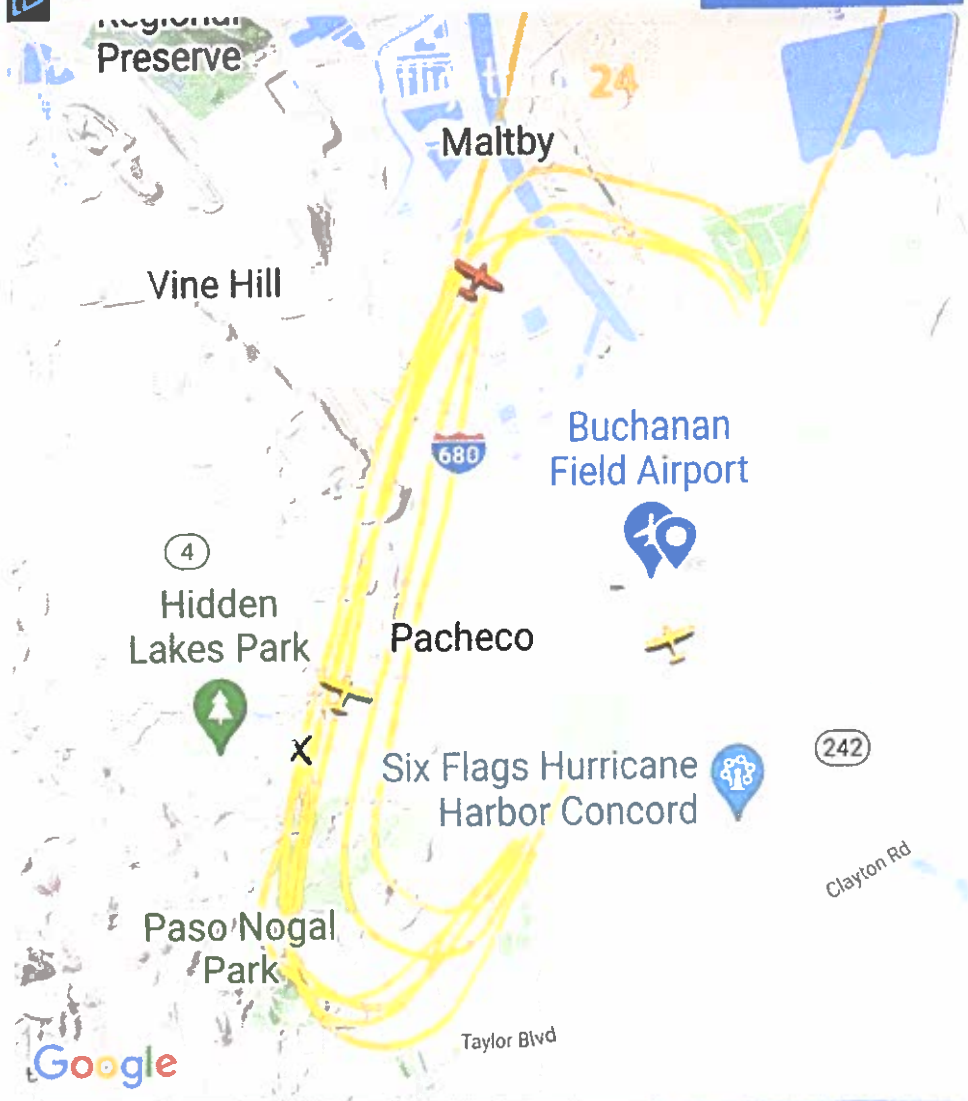 Regional
Preserve
24
Maltby
Vine Hill
680
Buchanan
Field Airport
4
Hidden
Lakes Park
Pacheco
X
Six Flags Hurricane
Harbor Concord
242
Clayton Rd
Paso Nogal
Park
Taylor Blvd
Google